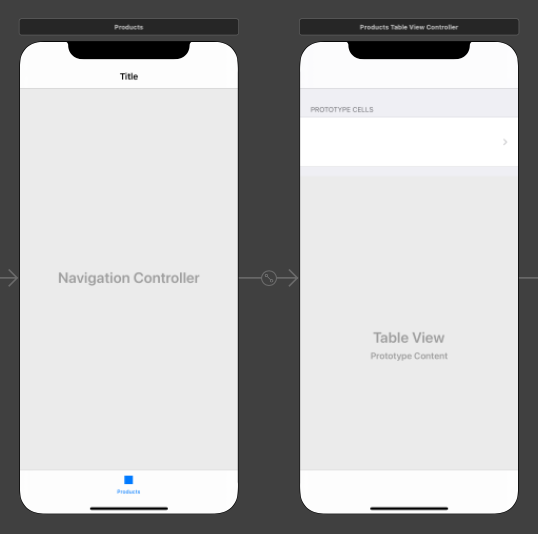 Products
Title
Navigation Controller
Products
Products Table View Controller
PROTOTYPE CELLS
Table View
Prototype Content